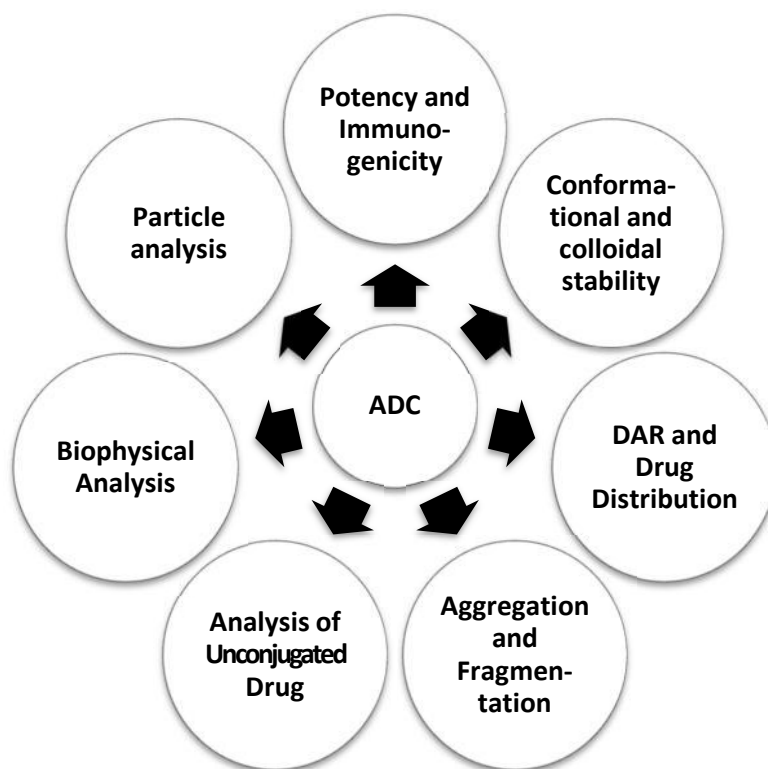 Potency and
Immuno-
genicity
Conforma-
tional and
colloidal
stability
DAR and
Drug
Distribution
Aggregation
and
Fragmen-
tation
Analysis of
Unconjugated
Drug
Biophysical
Analysis
Particle
analysis
ADC